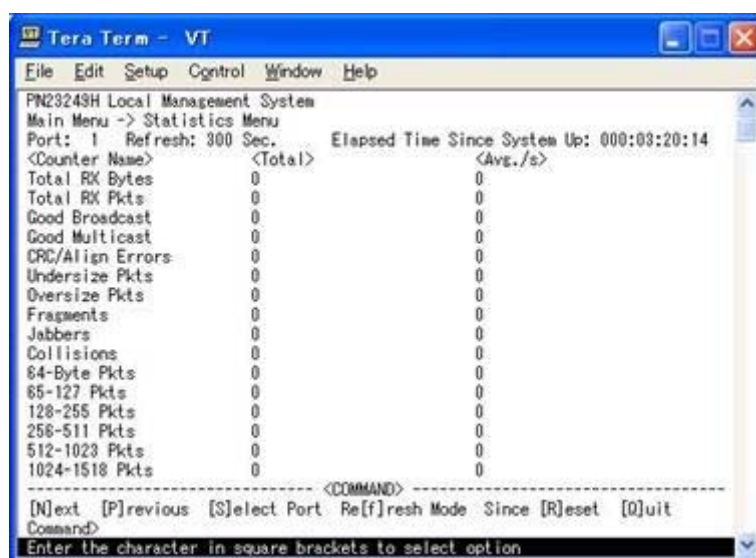 Tera Term - VT
File Edit Setup Control Window Help
PN23249H Local Management System
Main Menu -> Statistics Menu
Port: 1 Refresh: 300 Sec. Elapsed Time Since System Up: 000:03:20:14
<Counter Name> <Total> <Avg./s>
Total RX Bytes 0 0
Total RX Pkts 0 0
Good Broadcast 0 0
Good Multicast 0 0
CRC/Align Errors 0 0
Undersize Pkts 0 0
Oversize Pkts 0 0
Fragments 0 0
Jabbers 0 0
Collisions 0 0
64-Byte Pkts 0 0
65-127 Pkts 0 0
128-255 Pkts 0 0
256-511 Pkts 0 0
512-1023 Pkts 0 0
1024-1518 Pkts 0 0
------------------------------------ <COMMAND> ------------------------------------
[N]ext [P]revious [S]elect Port Re[f]resh Mode Since [R]eset [Q]uit
Command>
Enter the character in square brackets to select option